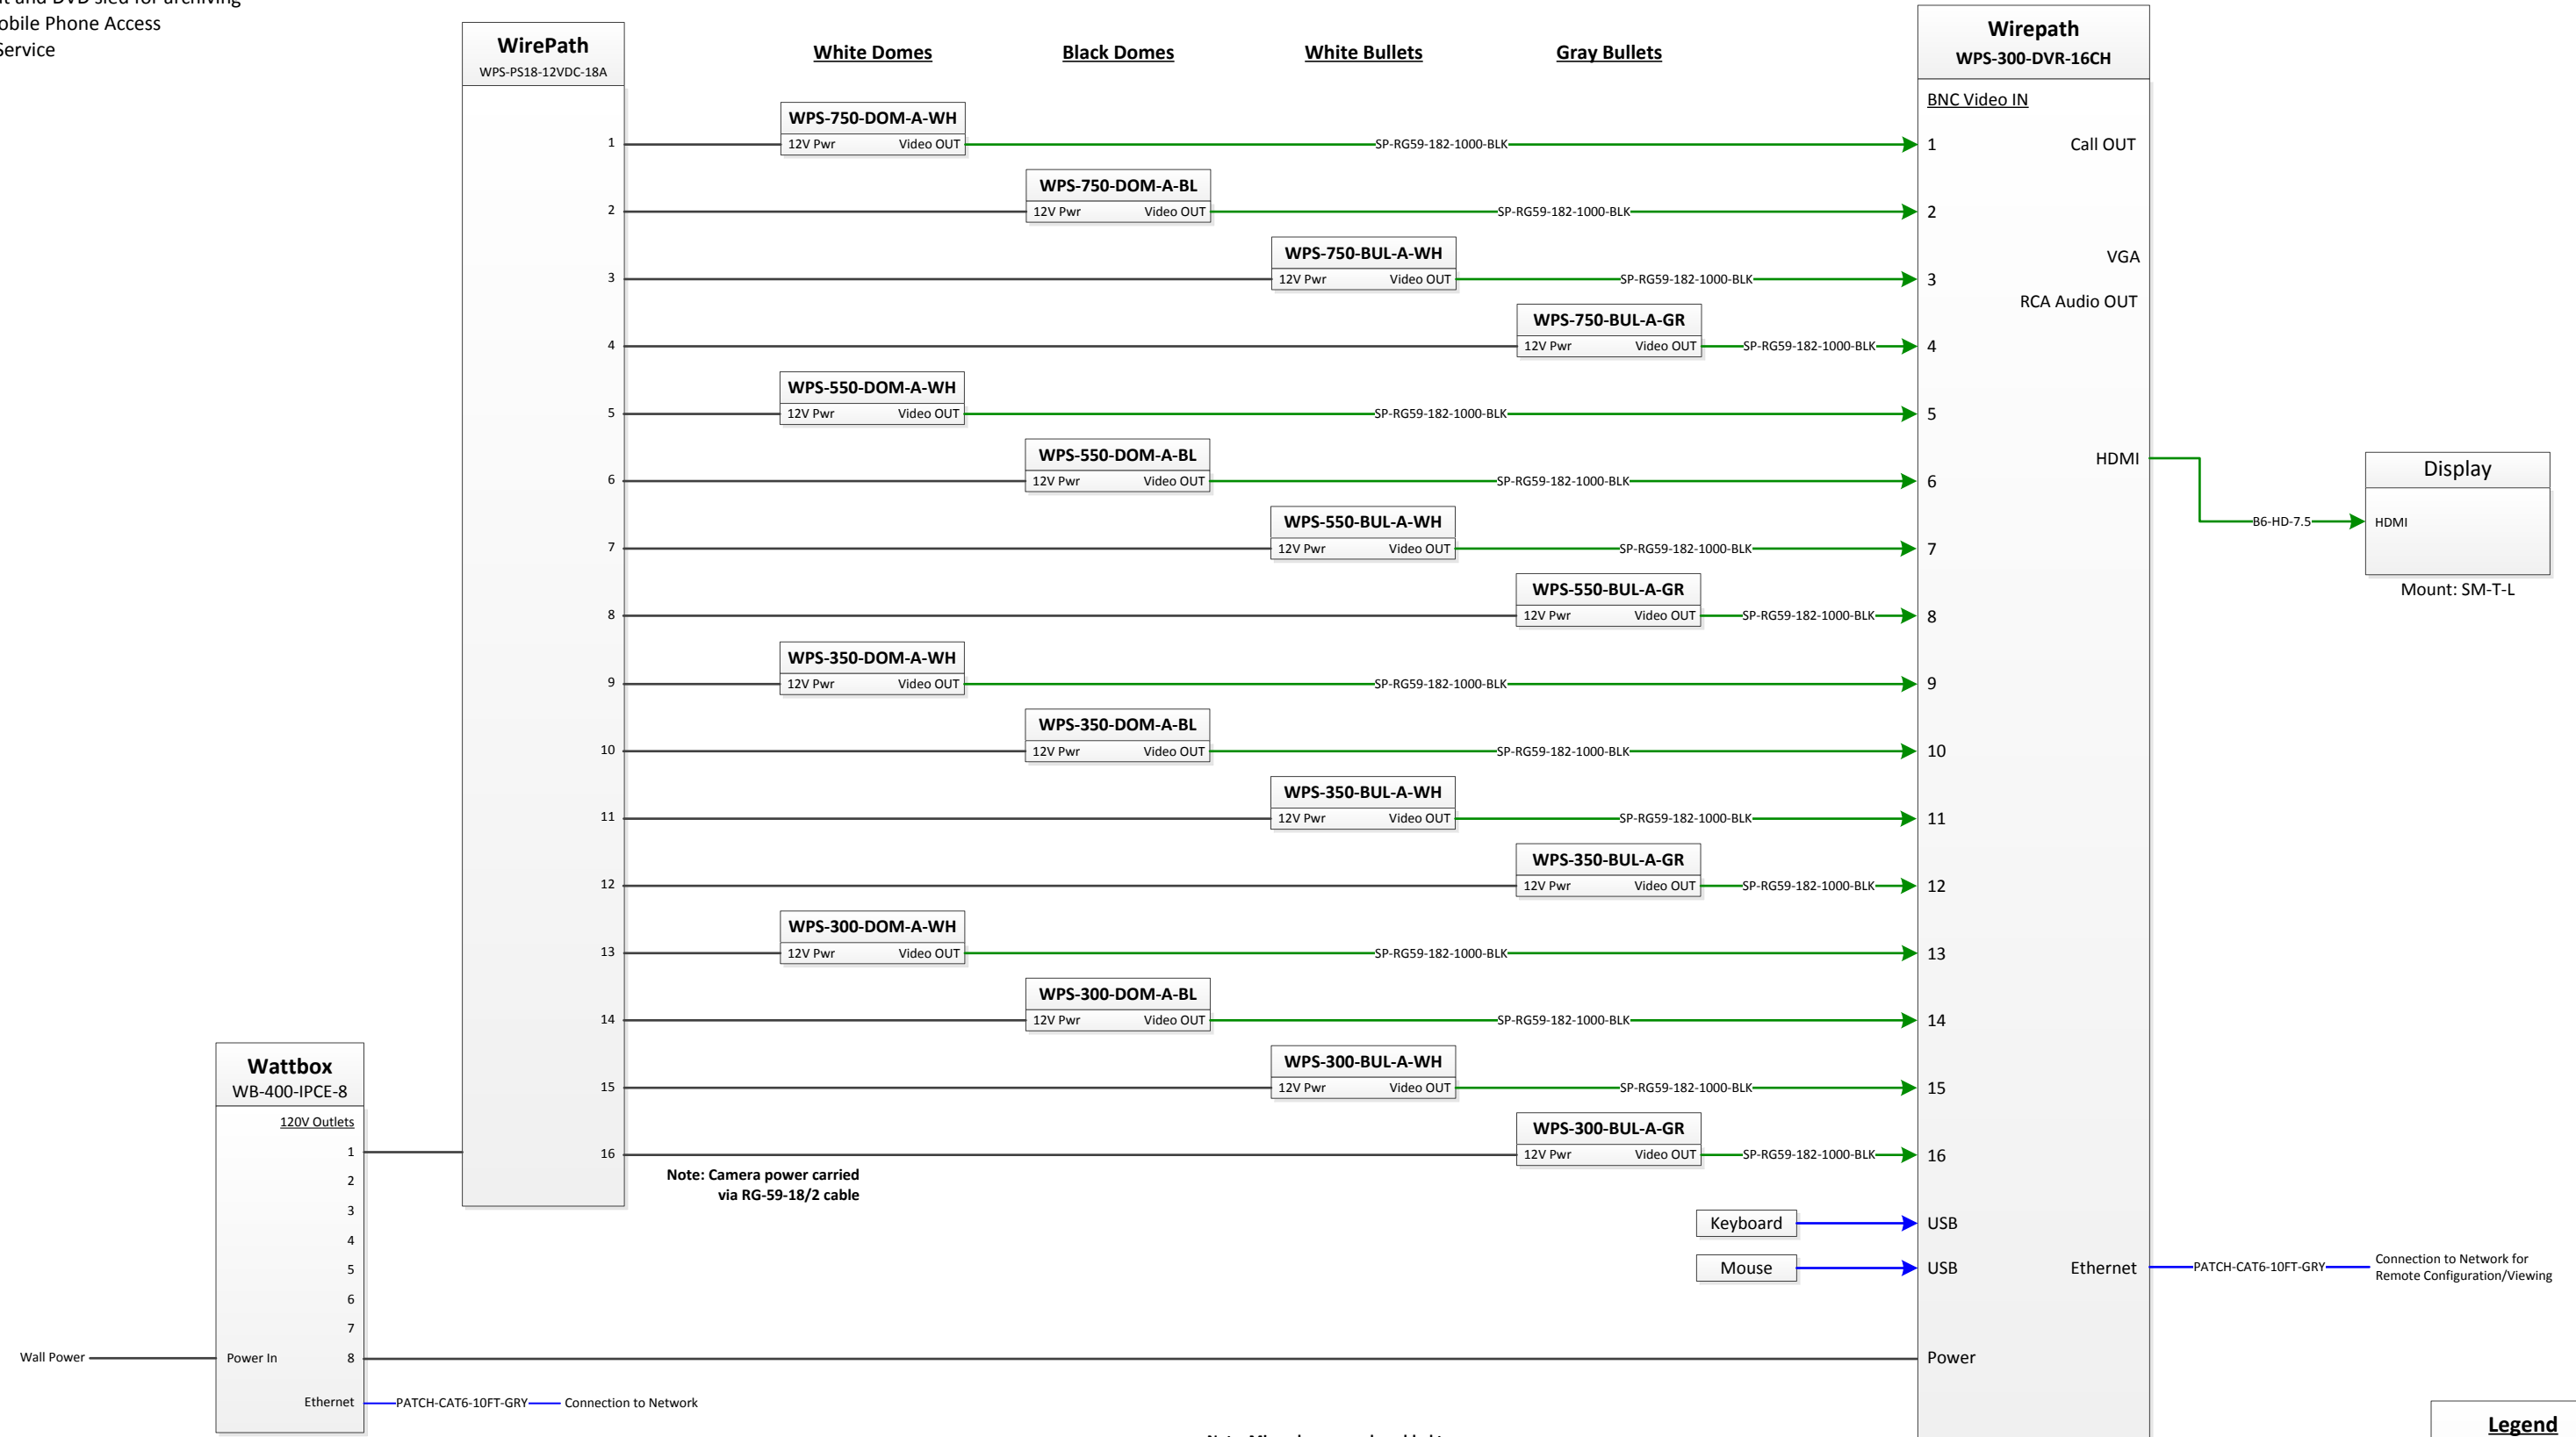 and DVD sled for archiving
Phone Access
Service
WirePath
WPS-PS18-12VDC-18A
1
2
3
4
5
6
7
8
9
10
11
12
13
14
15
16
White Domes
Black Domes
White Bullets
Gray Bullets
WPS-750-DOM-A-WH
12V Pwr Video OUT
SP-RG59-182-1000-BLK
WPS-750-DOM-A-BL
12V Pwr Video OUT
SP-RG59-182-1000-BLK
WPS-750-BUL-A-WH
12V Pwr Video OUT
SP-RG59-182-1000-BLK
WPS-750-BUL-A-GR
12V Pwr Video OUT
SP-RG59-182-1000-BLK
WPS-550-DOM-A-WH
12V Pwr Video OUT
SP-RG59-182-1000-BLK
WPS-550-DOM-A-BL
12V Pwr Video OUT
SP-RG59-182-1000-BLK
WPS-550-BUL-A-WH
12V Pwr Video OUT
SP-RG59-182-1000-BLK
WPS-550-BUL-A-GR
12V Pwr Video OUT
SP-RG59-182-1000-BLK
WPS-350-DOM-A-WH
12V Pwr Video OUT
SP-RG59-182-1000-BLK
WPS-350-DOM-A-BL
12V Pwr Video OUT
SP-RG59-182-1000-BLK
WPS-350-BUL-A-WH
12V Pwr Video OUT
SP-RG59-182-1000-BLK
WPS-350-BUL-A-GR
12V Pwr Video OUT
SP-RG59-182-1000-BLK
WPS-300-DOM-A-WH
12V Pwr Video OUT
SP-RG59-182-1000-BLK
WPS-300-DOM-A-BL
12V Pwr Video OUT
SP-RG59-182-1000-BLK
WPS-300-BUL-A-WH
12V Pwr Video OUT
SP-RG59-182-1000-BLK
WPS-300-BUL-A-GR
12V Pwr Video OUT
SP-RG59-182-1000-BLK
Note: Camera power carried
via RG-59-18/2 cable
Keyboard
Mouse
Wirepath
WPS-300-DVR-16CH
BNC Video IN
1 Call OUT
2
VGA
3
RCA Audio OUT
4
5
HDMI
6
7
8
9
10
11
12
13
14
15
16
USB
USB Ethernet
Power
B6-HD-7.5
Display
HDMI
Mount: SM-T-L
PATCH-CAT6-10FT-GRY
Connection to Network for
Remote Configuration/Viewing
Wattbox
WB-400-IPCE-8
120V Outlets
1
2
3
4
5
6
7
Wall Power
Power In 8
Ethernet
PATCH-CAT6-10FT-GRY
Connection to Network
Legend